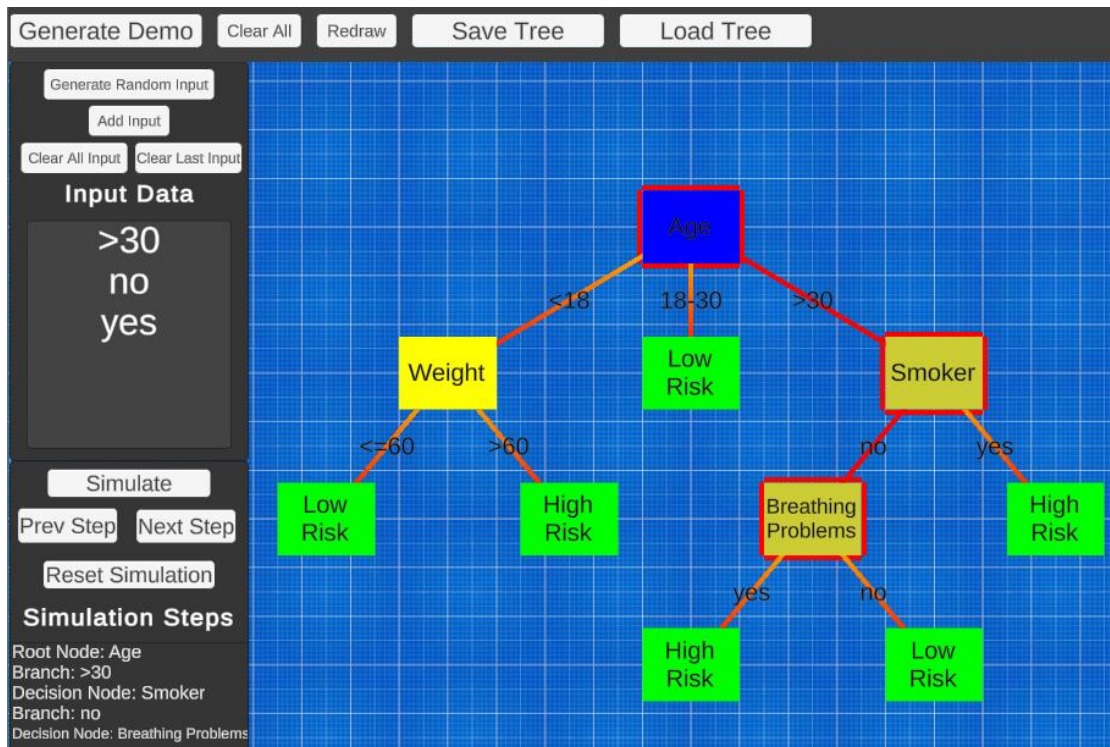 Generate Demo
Clear All
Redraw
Save Tree
Load Tree
Generate Random Input
Add Input
Clear All Input
Clear Last Input
Input Data
>30
no
yes
Simulate
Prev Step
Next Step
Reset Simulation
Simulation Steps
Root Node: Age
Branch: >30
Decision Node: Smoker
Branch: no
Decision Node: Breathing Problems
Age
<18
18-30
>30
Weight
Low
Risk
Smoker
<=60
>60
no
yes
Low
Risk
High
Risk
Breathing
Problems
High
Risk
yes
no
High
Risk
Low
Risk